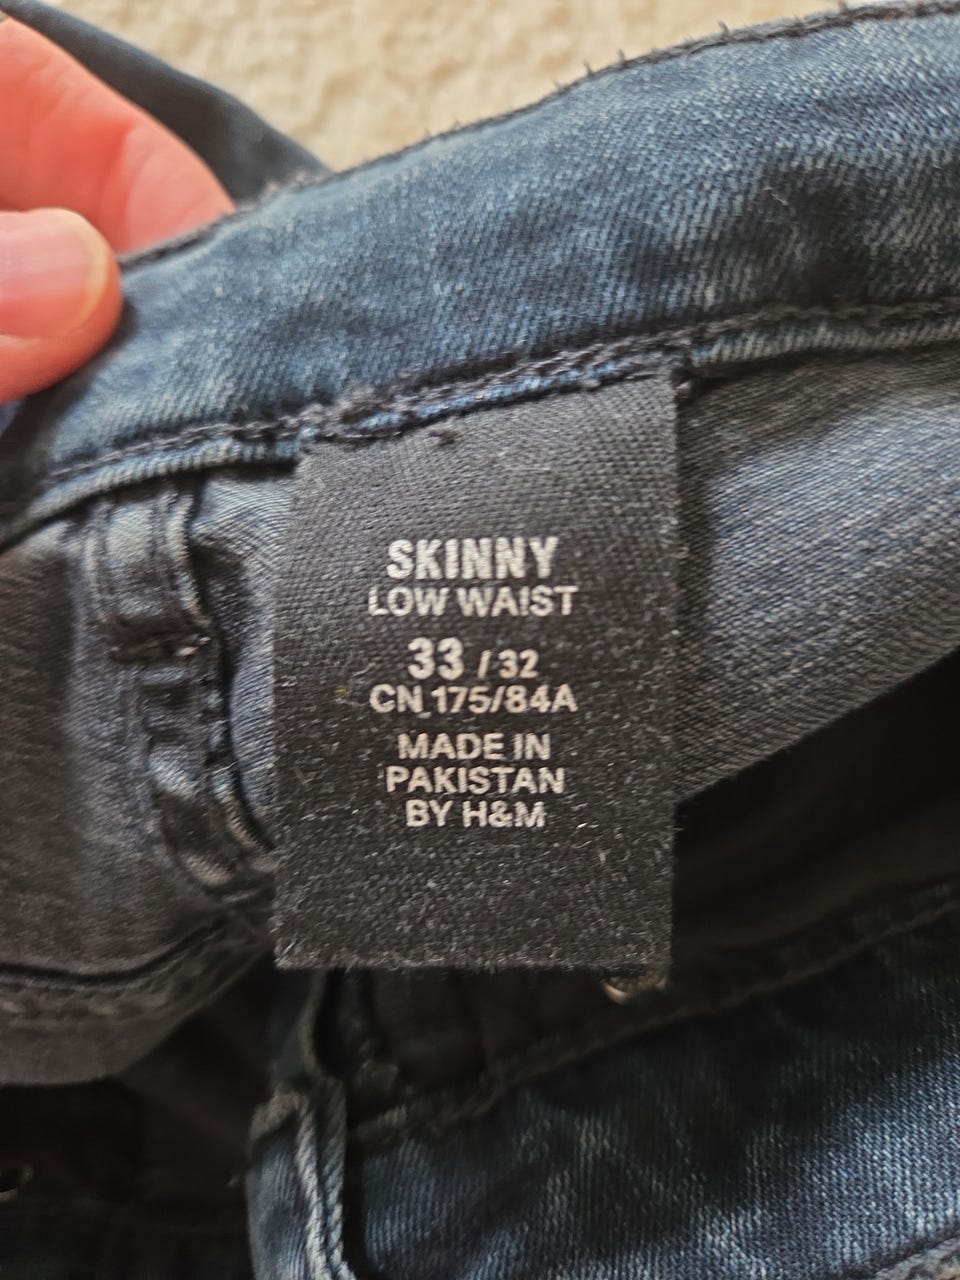 SKINNY
LOW WAIST
33 / 32
CN 175/84A
MADE IN
PAKISTAN
BY H&M